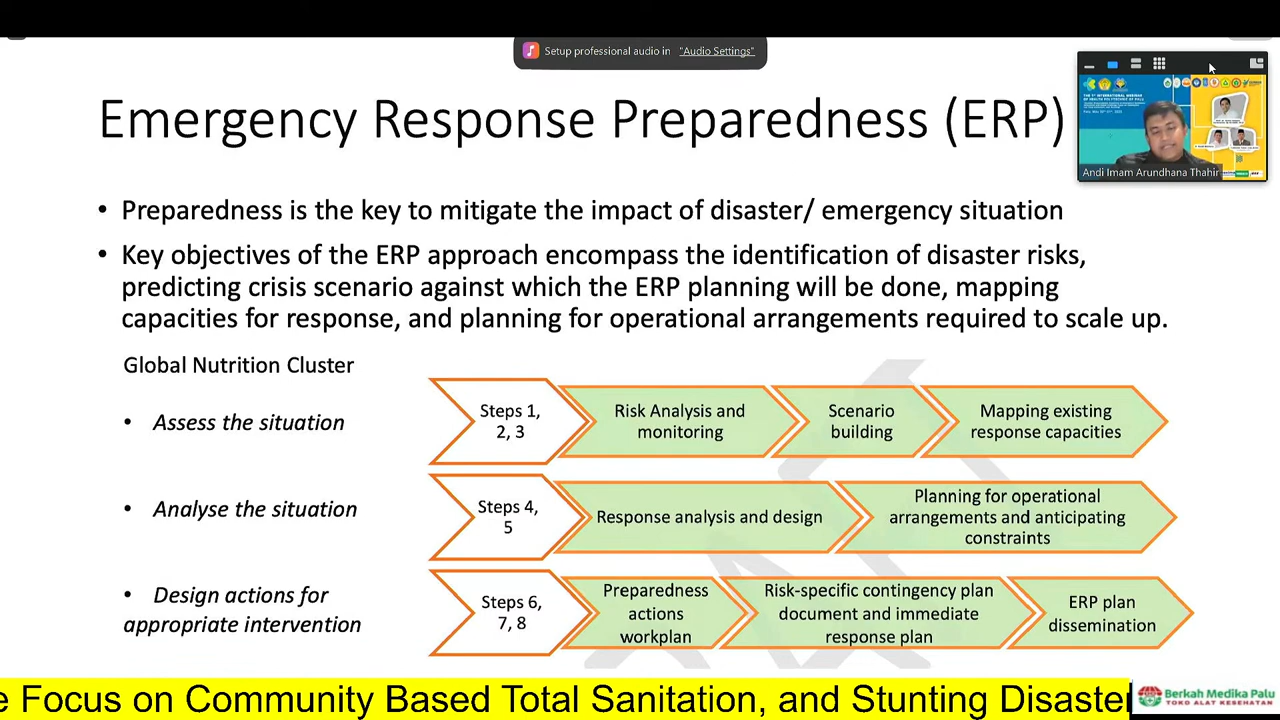 Setup professional audio in "Audio Settings"
Emergency Response Preparedness (ERP)
Andi Imam Arundhana Thahir
• Preparedness is the key to mitigate the impact of disaster/ emergency situation
• Key objectives of the ERP approach encompass the identification of disaster risks,
predicting crisis scenario against which the ERP planning will be done, mapping
capacities for response, and planning for operational arrangements required to scale up.
Global Nutrition Cluster
• Assess the situation
Steps 1,
2, 3
Risk Analysis and
monitoring
Scenario
building
Mapping existing
response capacities
• Analyse the situation
Steps 4,
5
Response analysis and design
Planning for operational
arrangements and anticipating
constraints
• Design actions for
appropriate intervention
Steps 6,
7, 8
Preparedness
actions
workplan
Risk-specific contingency plan
document and immediate
response plan
ERP plan
dissemination
e Focus on Community Based Total Sanitation, and Stunting Disaster
Berkah Medika Palu
TOKO ALAT KESEHATAN